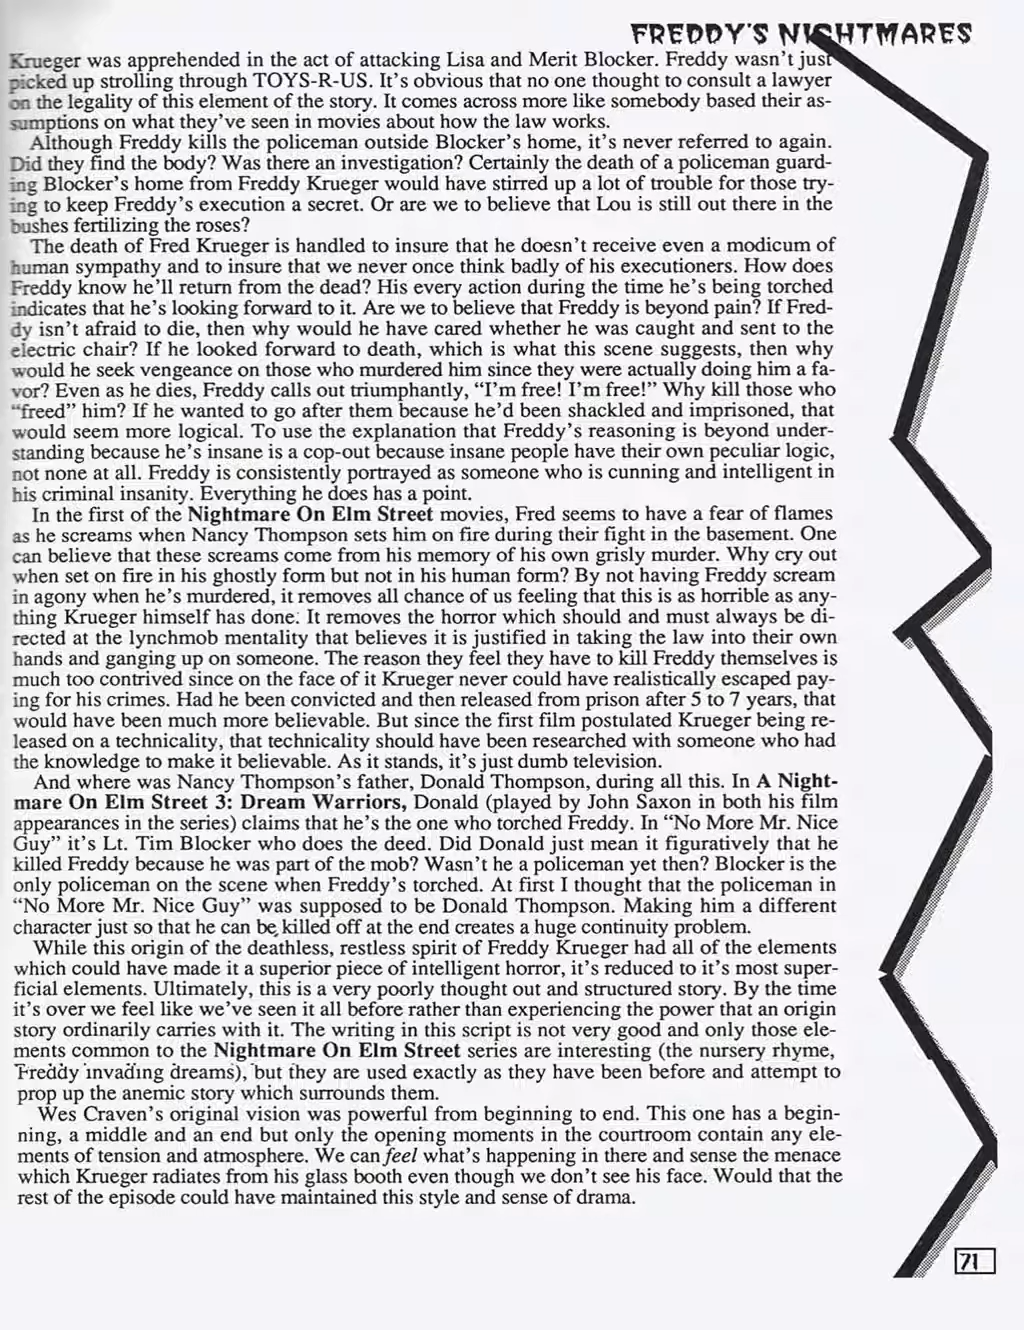 FREDDY'S NIGHTMARES
Krueger was apprehended in the act of attacking Lisa and Merit Blocker. Freddy wasn't just
picked up strolling through TOYS-R-US. It's obvious that no one thought to consult a lawyer
on the legality of this element of the story. It comes across more like somebody based their as-
sumptions on what they've seen in movies about how the law works.
Although Freddy kills the policeman outside Blocker's home, it's never referred to again.
Did they find the body? Was there an investigation? Certainly the death of a policeman guard-
ing Blocker's home from Freddy Krueger would have stirred up a lot of trouble for those try-
ing to keep Freddy's execution a secret. Or are we to believe that Lou is still out there in the
bushes fertilizing the roses?
The death of Fred Krueger is handled to insure that he doesn't receive even a modicum of
human sympathy and to insure that we never once think badly of his executioners. How does
Freddy know he'll return from the dead? His every action during the time he's being torched
indicates that he's looking forward to it. Are we to believe that Freddy is beyond pain? If Fred-
dy isn't afraid to die, then why would he have cared whether he was caught and sent to the
electric chair? If he looked forward to death, which is what this scene suggests, then why
would he seek vengeance on those who murdered him since they were actually doing him a fa-
vor? Even as he dies, Freddy calls out triumphantly, "I'm free! I'm free!" Why kill those who
"freed" him? If he wanted to go after them because he'd been shackled and imprisoned, that
would seem more logical. To use the explanation that Freddy's reasoning is beyond under-
standing because he's insane is a cop-out because insane people have their own peculiar logic,
not none at all. Freddy is consistently portrayed as someone who is cunning and intelligent in
his criminal insanity. Everything he does has a point.
In the first of the Nightmare On Elm Street movies, Fred seems to have a fear of flames
as he screams when Nancy Thompson sets him on fire during their fight in the basement. One
can believe that these screams come from his memory of his own grisly murder. Why cry out
when set on fire in his ghostly form but not in his human form? By not having Freddy scream
in agony when he's murdered, it removes all chance of us feeling that this is as horrible as any-
thing Krueger himself has done. It removes the horror which should and must always be di-
rected at the lynchmob mentality that believes it is justified in taking the law into their own
hands and ganging up on someone. The reason they feel they have to kill Freddy themselves is
much too contrived since on the face of it Krueger never could have realistically escaped pay-
ing for his crimes. Had he been convicted and then released from prison after 5 to 7 years, that
would have been much more believable. But since the first film postulated Krueger being re-
leased on a technicality, that technicality should have been researched with someone who had
the knowledge to make it believable. As it stands, it's just dumb television.
And where was Nancy Thompson's father, Donald Thompson, during all this. In A Night-
mare On Elm Street 3: Dream Warriors, Donald (played by John Saxon in both his film
appearances in the series) claims that he's the one who torched Freddy. In "No More Mr. Nice
Guy" it's Lt. Tim Blocker who does the deed. Did Donald just mean it figuratively that he
killed Freddy because he was part of the mob? Wasn't he a policeman yet then? Blocker is the
only policeman on the scene when Freddy's torched. At first I thought that the policeman in
"No More Mr. Nice Guy" was supposed to be Donald Thompson. Making him a different
character just so that he can be killed off at the end creates a huge continuity problem.
While this origin of the deathless, restless spirit of Freddy Krueger had all of the elements
which could have made it a superior piece of intelligent horror, it's reduced to it's most super-
ficial elements. Ultimately, this is a very poorly thought out and structured story. By the time
it's over we feel like we've seen it all before rather than experiencing the power that an origin
story ordinarily carries with it. The writing in this script is not very good and only those ele-
ments common to the Nightmare On Elm Street series are interesting (the nursery rhyme,
Freddy invading dreams), but they are used exactly as they have been before and attempt to
prop up the anemic story which surrounds them.
Wes Craven's original vision was powerful from beginning to end. This one has a begin-
ning, a middle and an end but only the opening moments in the courtroom contain any ele-
ments of tension and atmosphere. We can feel what's happening in there and sense the menace
which Krueger radiates from his glass booth even though we don't see his face. Would that the
rest of the episode could have maintained this style and sense of drama.
71